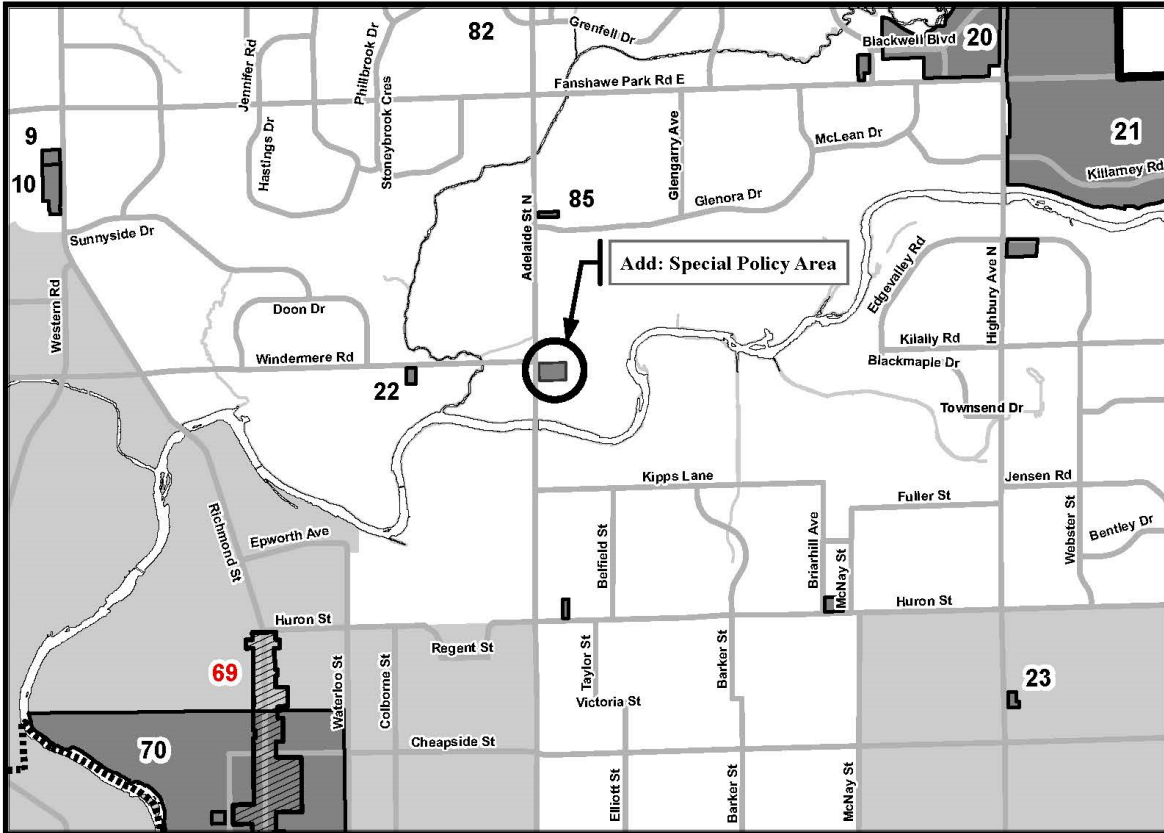 82
Grenfell Dr
Blackwell Blvd
20
Jennifer Rd
Phillbrook Dr
Stoneybrook Cres
Fanshawe Park Rd E
9
10
Hastings Dr
Glengarry Ave
McLean Dr
21
Killarney Rd
Adelaide St N
85
Glenora Dr
Sunnyside Dr
Add: Special Policy Area
Edgevalley Rd
Highbury Ave N
Western Rd
Doon Dr
Windermere Rd
Kilally Rd
Blackmaple Dr
22
Townsend Dr
Kipps Lane
Jensen Rd
Fuller St
Richmond St
Epworth Ave
Belfield St
Briarhill Ave
McNay St
Webster St
Bentley Dr
Huron St
Huron St
69
Waterloo St
Colborne St
Regent St
Taylor St
Victoria St
Barker St
23
70
Cheapside St
Elliott St
Barker St
McNay St